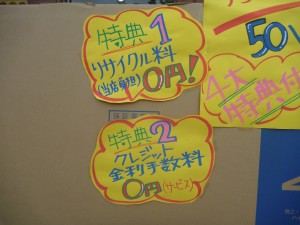 特典1
リサイクル料
(当店負担)0円!
特典2
クレジット
金利手数料
0円(サービス)
50%
4大
特典付